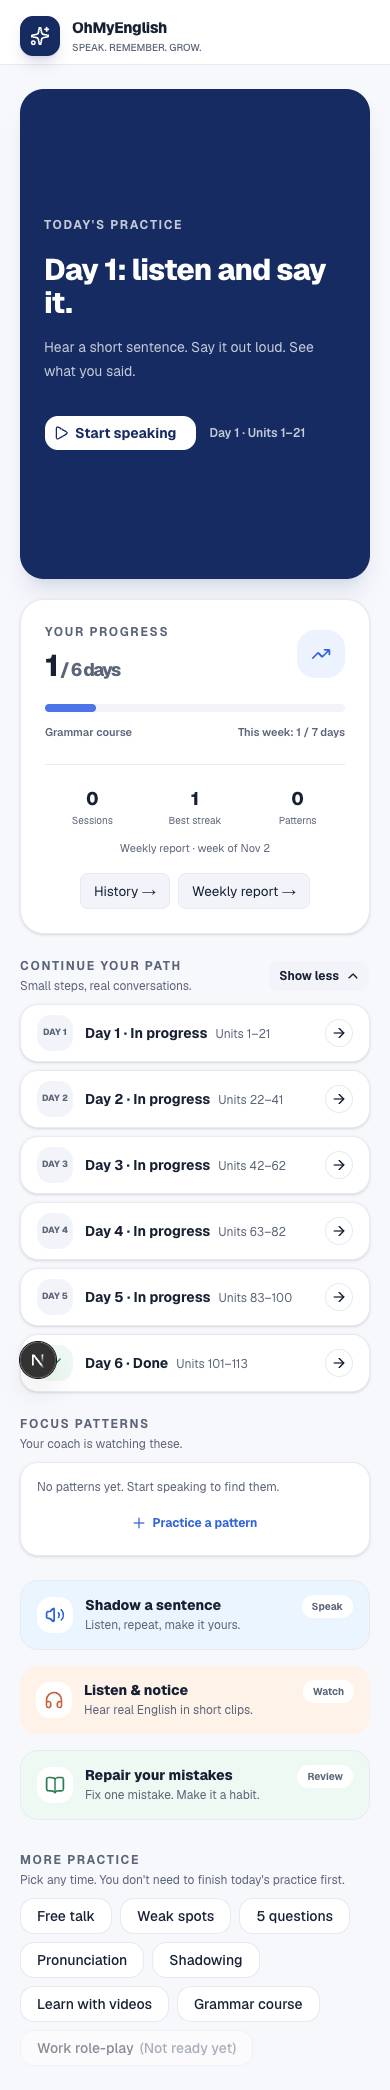 OhMyEnglish
SPEAK. REMEMBER. GROW.
TODAY'S PRACTICE
Day 1: listen and say
it.
Hear a short sentence. Say it out loud. See
what you said.
Start speaking
Day 1 · Units 1–21
YOUR PROGRESS
1 / 6 days
Grammar course
This week: 1 / 7 days
0
Sessions
1
Best streak
0
Patterns
Weekly report · week of Nov 2
History →
Weekly report →
CONTINUE YOUR PATH
Small steps, real conversations.
Show less
DAY 1
Day 1 · In progress Units 1–21
DAY 2
Day 2 · In progress Units 22–41
DAY 3
Day 3 · In progress Units 42–62
DAY 4
Day 4 · In progress Units 63–82
DAY 5
Day 5 · In progress Units 83–100
N
Day 6 · Done Units 101–113
FOCUS PATTERNS
Your coach is watching these.
No patterns yet. Start speaking to find them.
Practice a pattern
Shadow a sentence
Listen, repeat, make it yours.
Speak
Listen & notice
Hear real English in short clips.
Watch
Repair your mistakes
Fix one mistake. Make it a habit.
Review
MORE PRACTICE
Pick any time. You don't need to finish today's practice first.
Free talk
Weak spots
5 questions
Pronunciation
Shadowing
Learn with videos
Grammar course
Work role-play (Not ready yet)